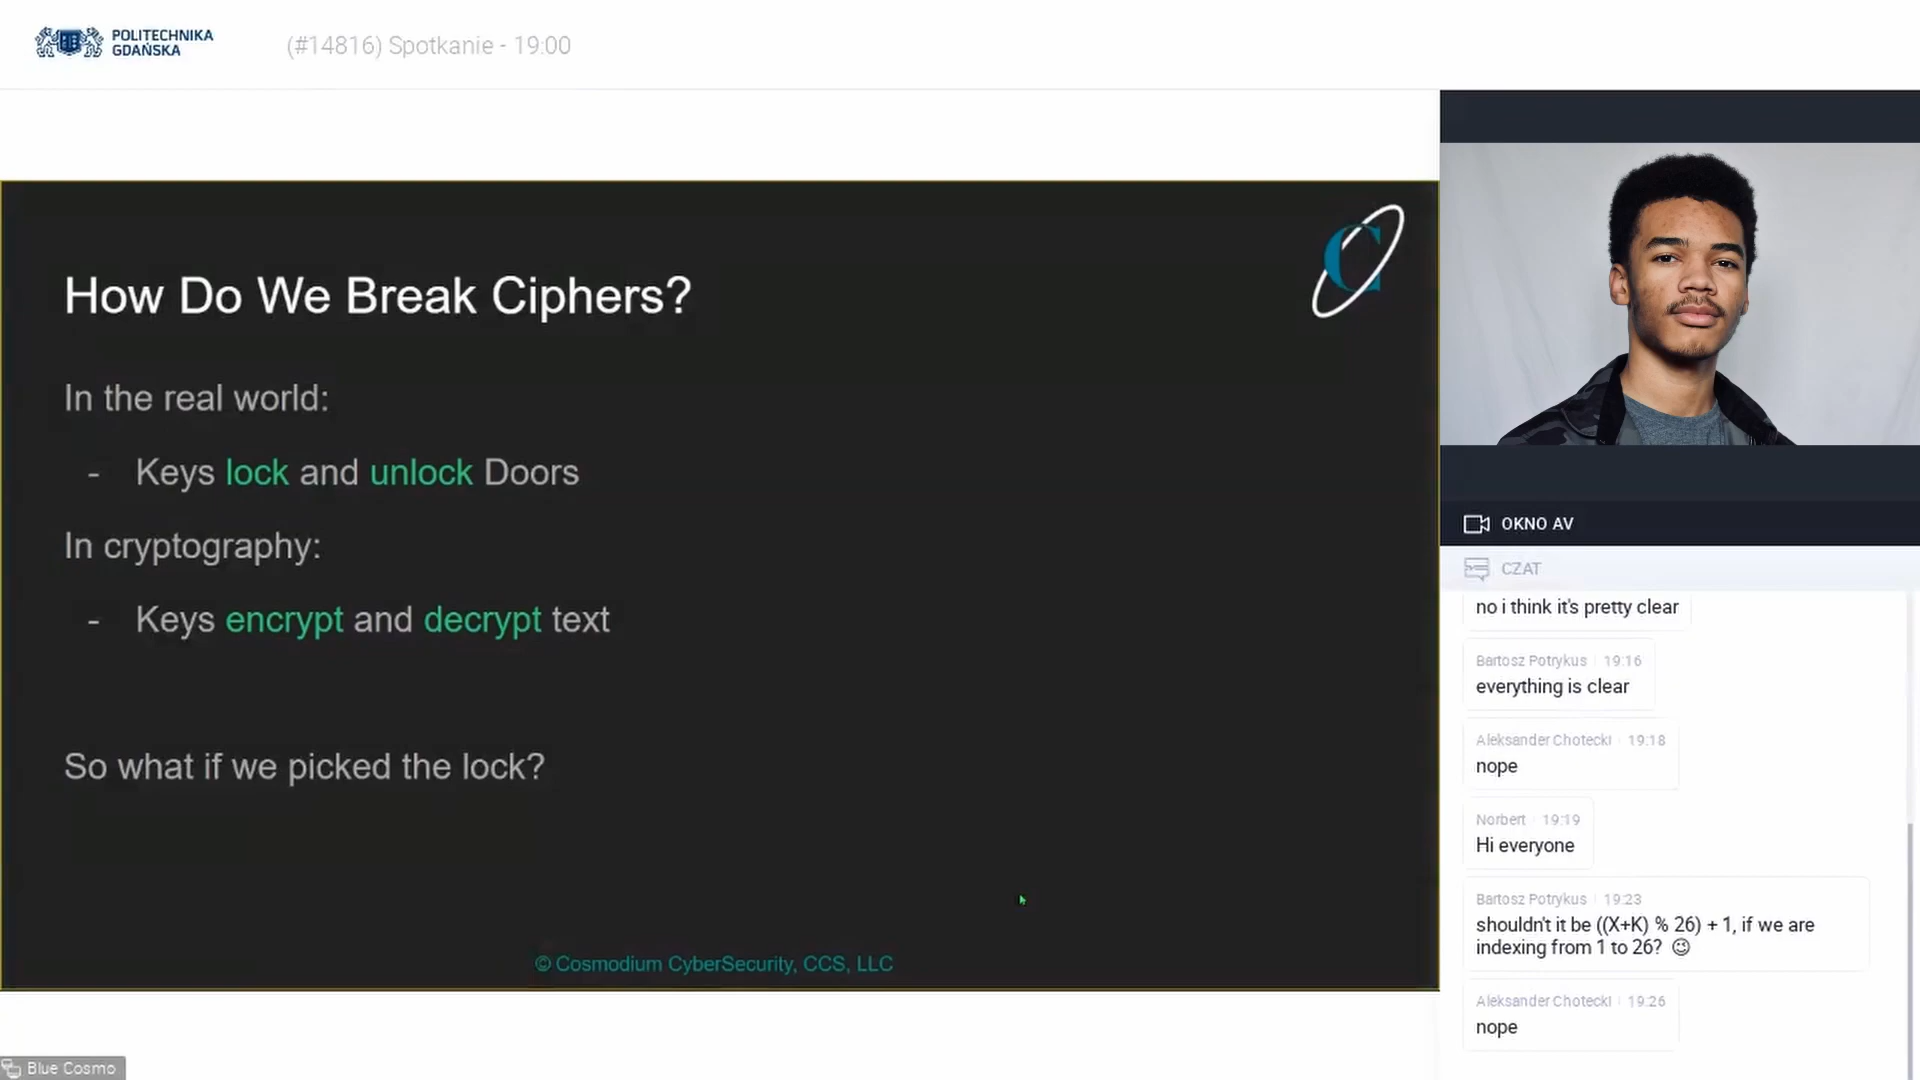 POLITECHNIKA
GDAŃSKA
(#14816) Spotkanie - 19:00
How Do We Break Ciphers?
In the real world:
- Keys lock and unlock Doors
In cryptography:
- Keys encrypt and decrypt text
So what if we picked the lock?
© Cosmodium CyberSecurity, CCS, LLC
Blue Cosmo
OKNO AV
CZAT
no i think it's pretty clear
Bartosz Potrykus 19:16
everything is clear
Aleksander Chotecki 19:18
nope
Norbert 19:19
Hi everyone
Bartosz Potrykus 19:23
shouldn't it be ((X+K) % 26) + 1, if we are
indexing from 1 to 26? 😉
Aleksander Chotecki 19:26
nope